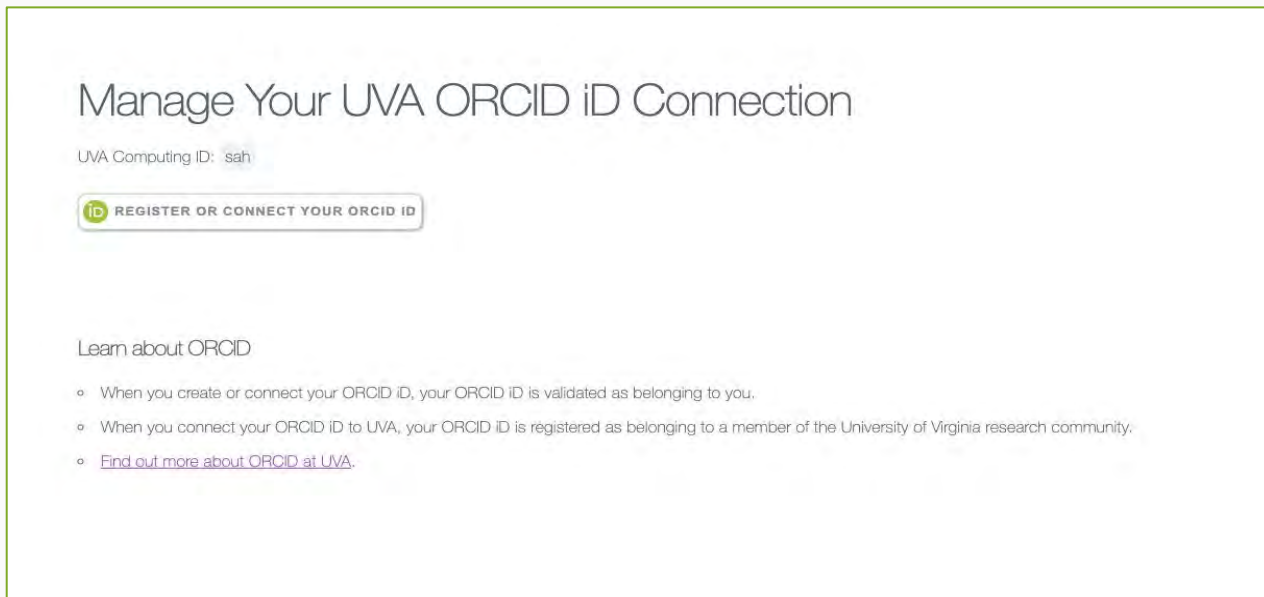 Manage Your UVA ORCID iD Connection
UVA Computing ID: sah
iD REGISTER OR CONNECT YOUR ORCID iD
Learn about ORCID
◦ When you create or connect your ORCID iD, your ORCID iD is validated as belonging to you.
◦ When you connect your ORCID iD to UVA, your ORCID iD is registered as belonging to a member of the University of Virginia research community.
◦ Find out more about ORCID at UVA.